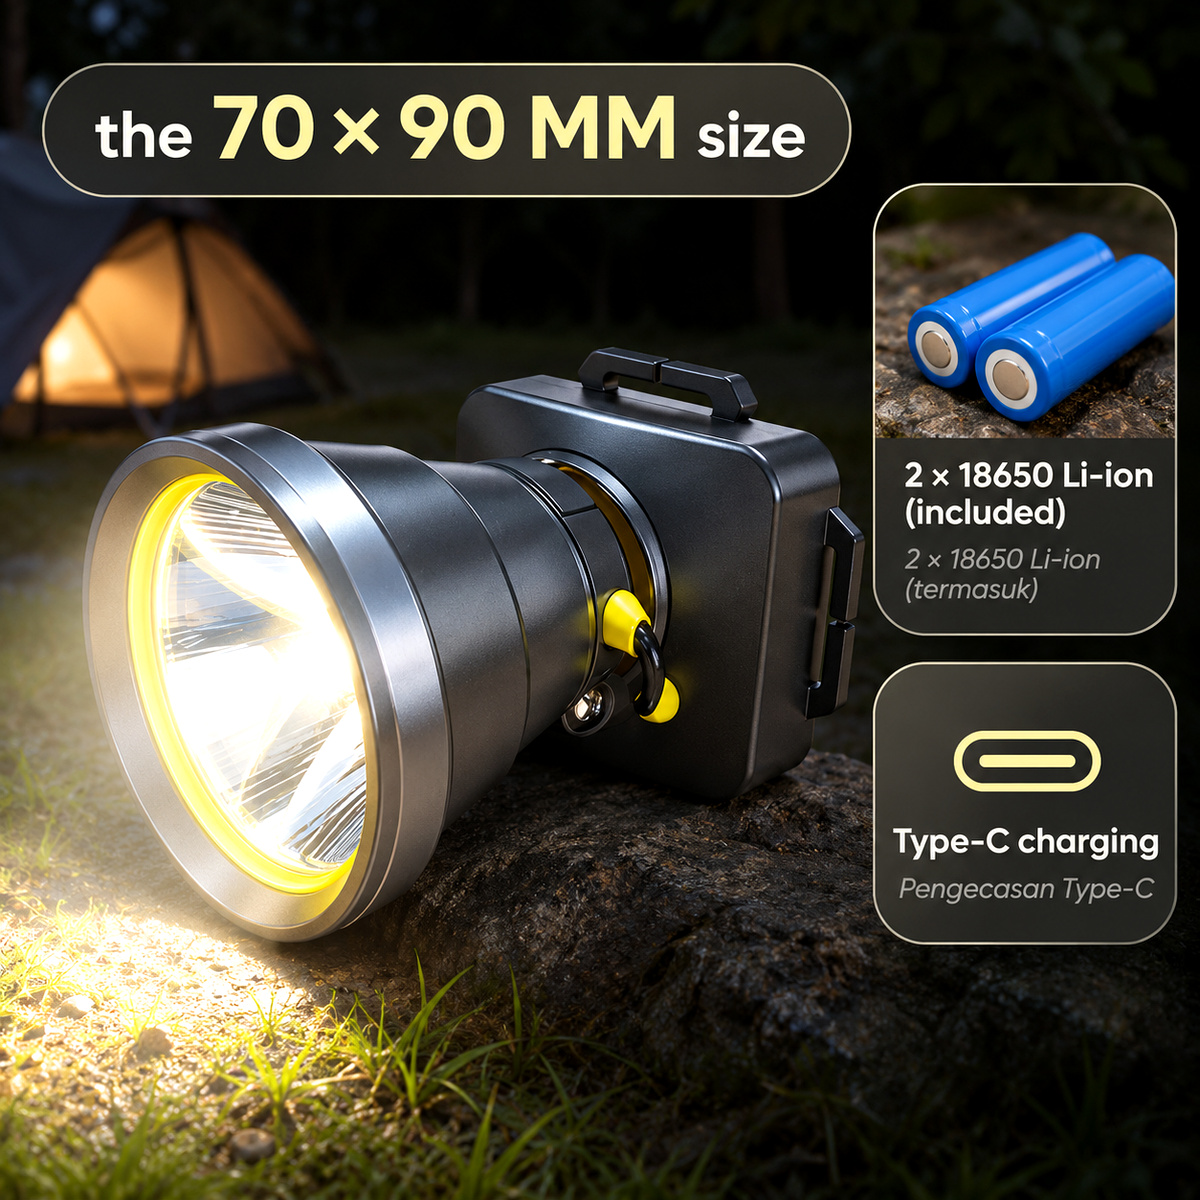 the 70 × 90 MM size
2 × 18650 Li-ion
(included)
2 × 18650 Li-ion
(termasuk)
Type-C charging
Pengecasan Type-C